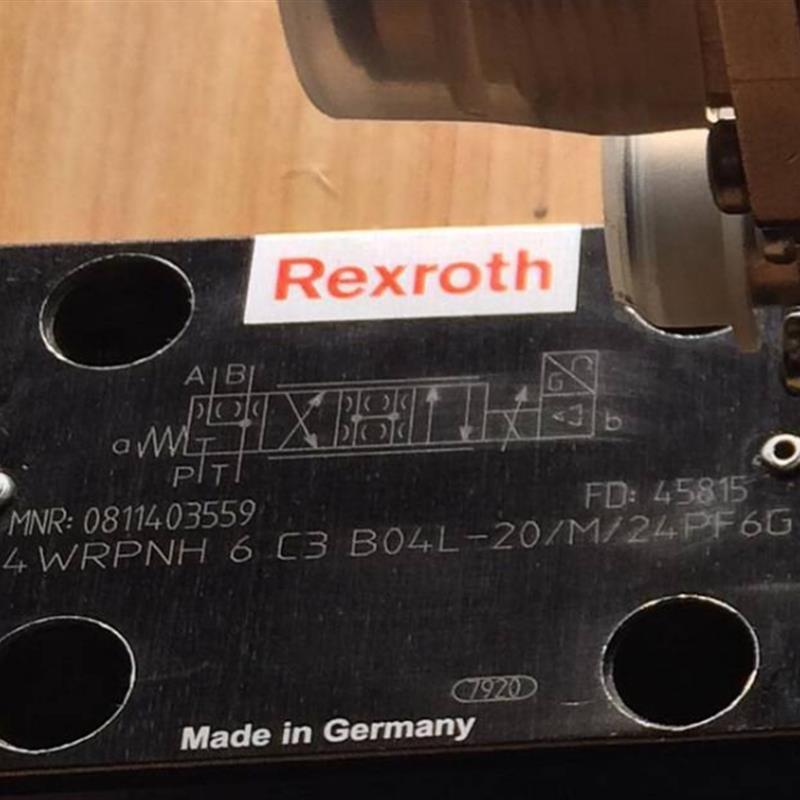 Rexroth
A B
G
a b
T
P T
MNR: 0811403559 FD: 45815
4WRPNH 6 C3 B04L-20/M/24PF6G
7920
Made in Germany